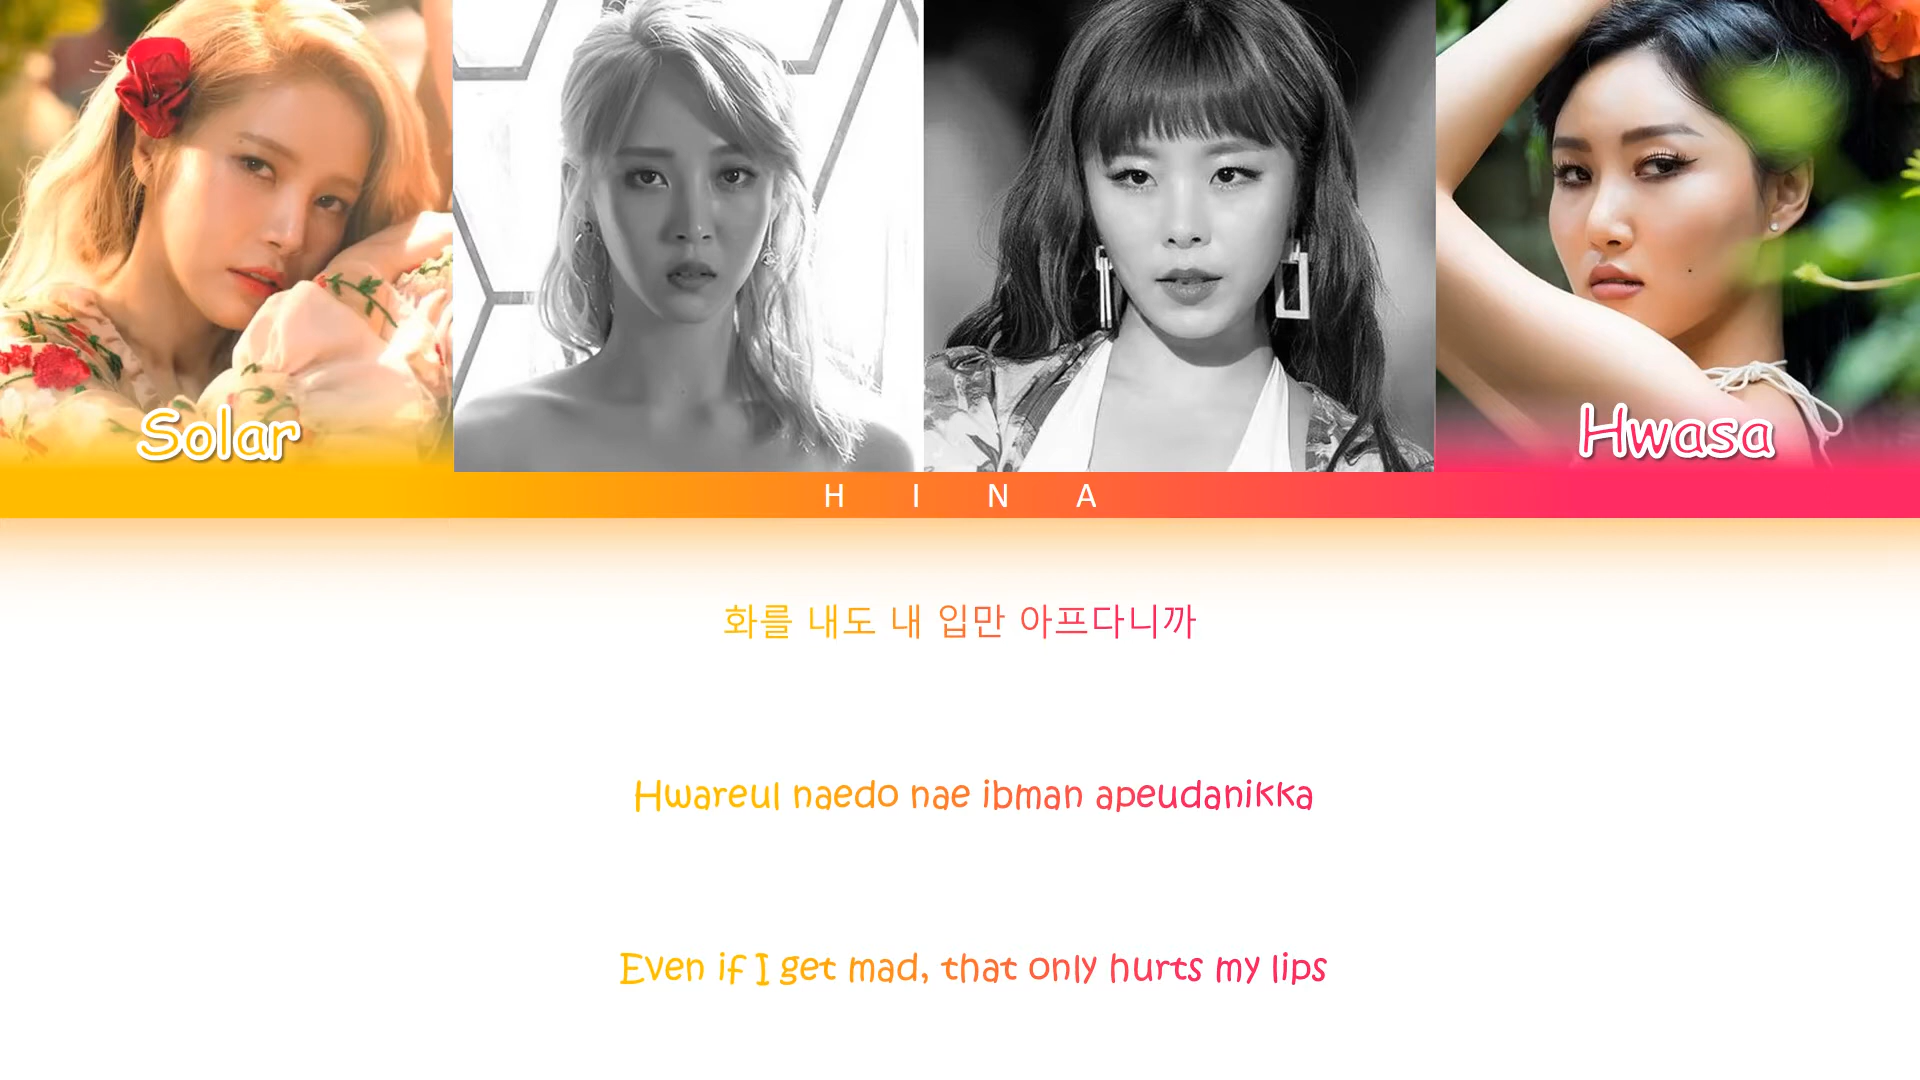 Solar
Hwasa
H I N A
화를 내도 내 입만 아프다니까
Hwareul naedo nae ibman apeudanikka
Even if I get mad, that only hurts my lips